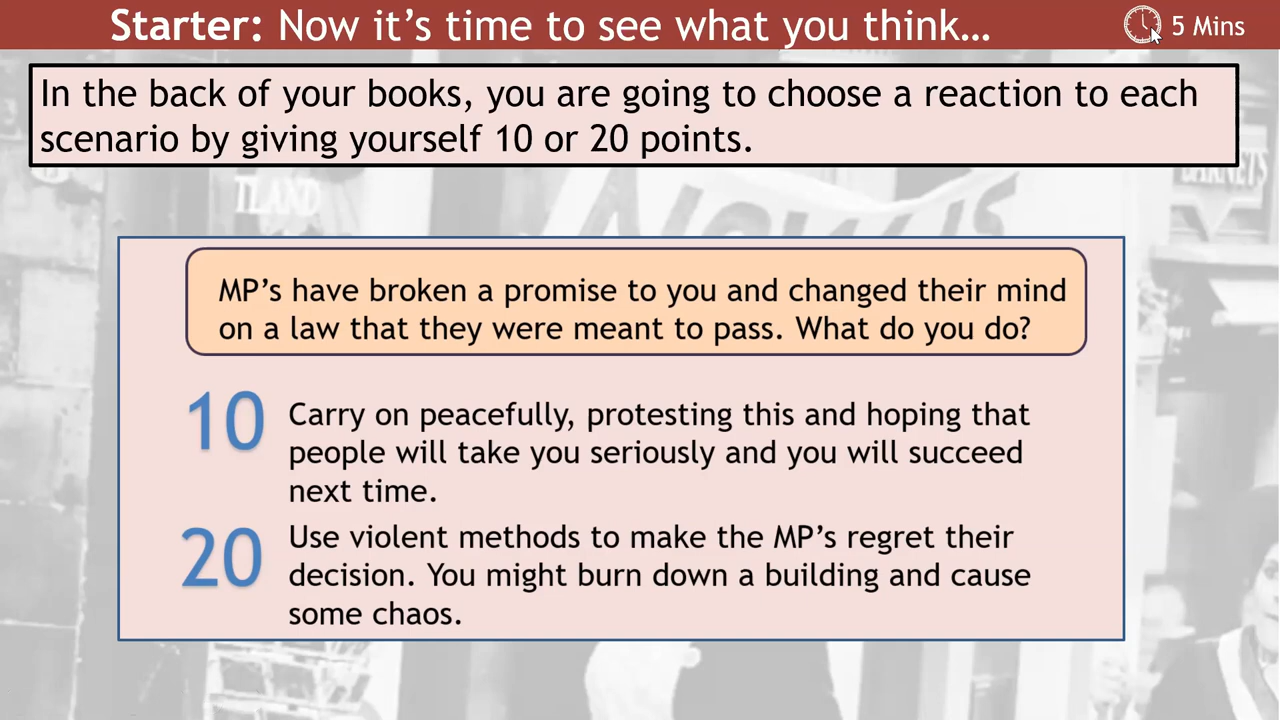 Starter: Now it's time to see what you think...
5 Mins
In the back of your books, you are going to choose a reaction to each
scenario by giving yourself 10 or 20 points.
TLAND
BARNETS
MP's have broken a promise to you and changed their mind
on a law that they were meant to pass. What do you do?
10
Carry on peacefully, protesting this and hoping that
people will take you seriously and you will succeed
next time.
20
Use violent methods to make the MP's regret their
decision. You might burn down a building and cause
some chaos.